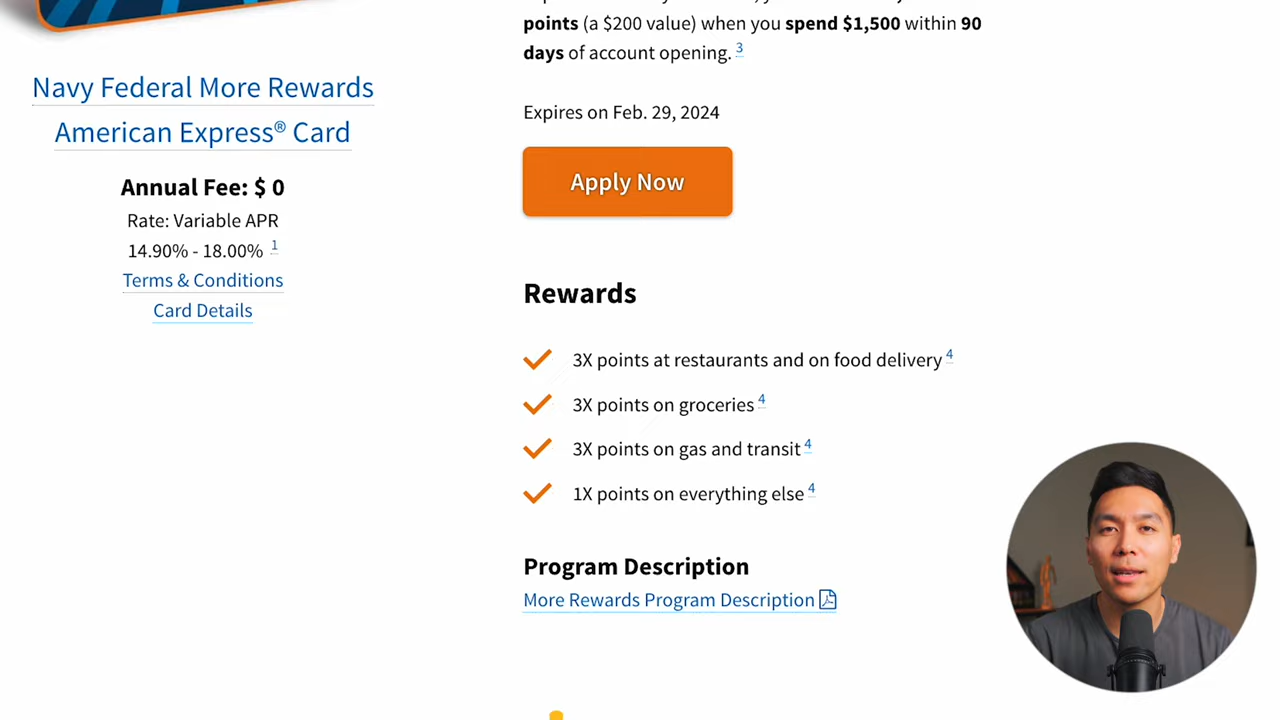 points (a $200 value) when you spend $1,500 within 90
days of account opening. 3
Expires on Feb. 29, 2024
Apply Now
Navy Federal More Rewards
American Express® Card
Annual Fee: $ 0
Rate: Variable APR
14.90% - 18.00% 1
Terms & Conditions
Card Details
Rewards
3X points at restaurants and on food delivery 4
3X points on groceries 4
3X points on gas and transit 4
1X points on everything else 4
Program Description
More Rewards Program Description